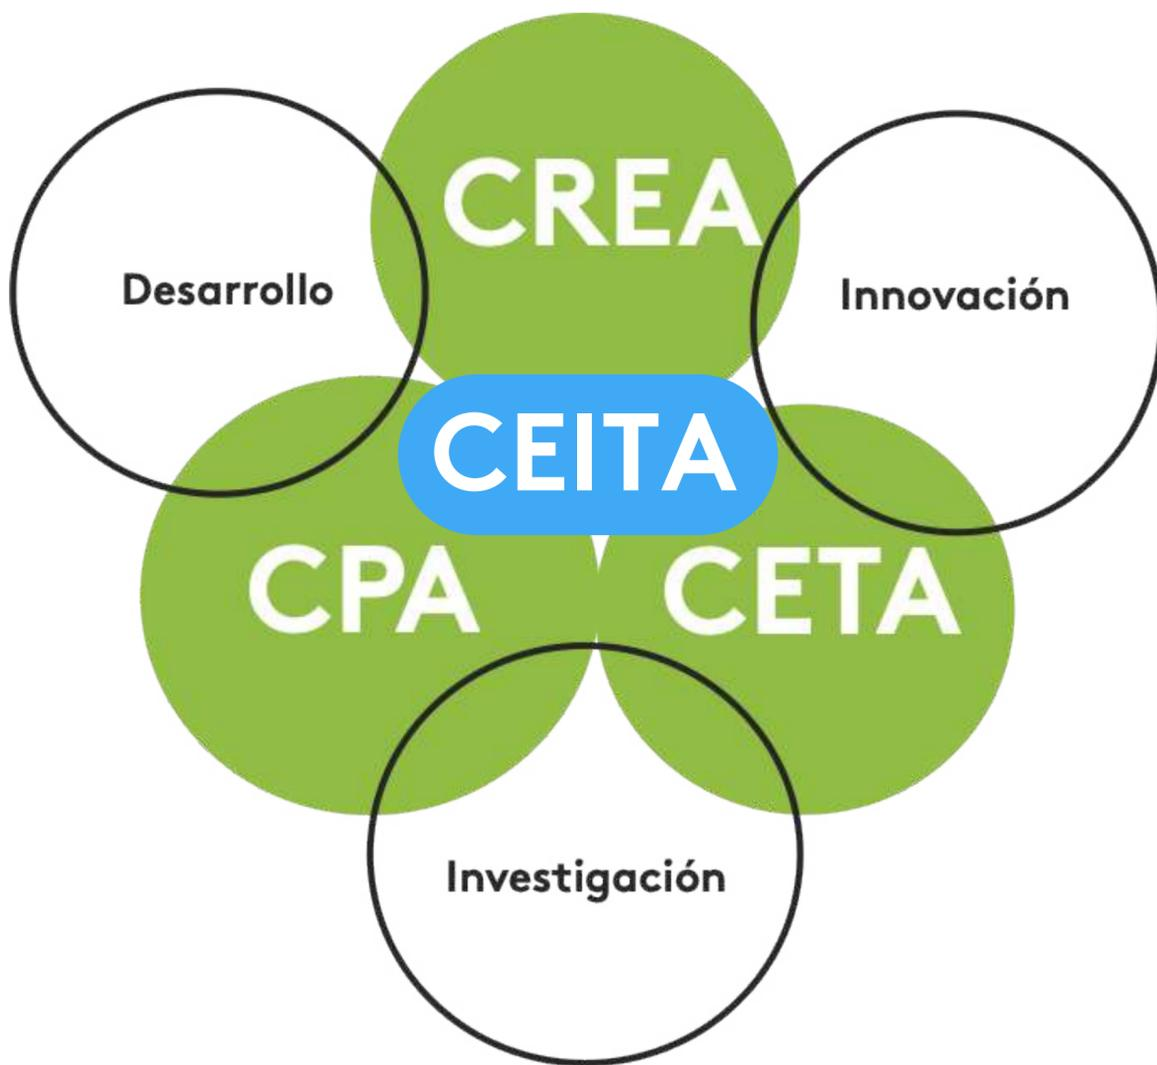 CREA
Desarrollo
Innovación
CEITA
CPA
CETA
Investigación